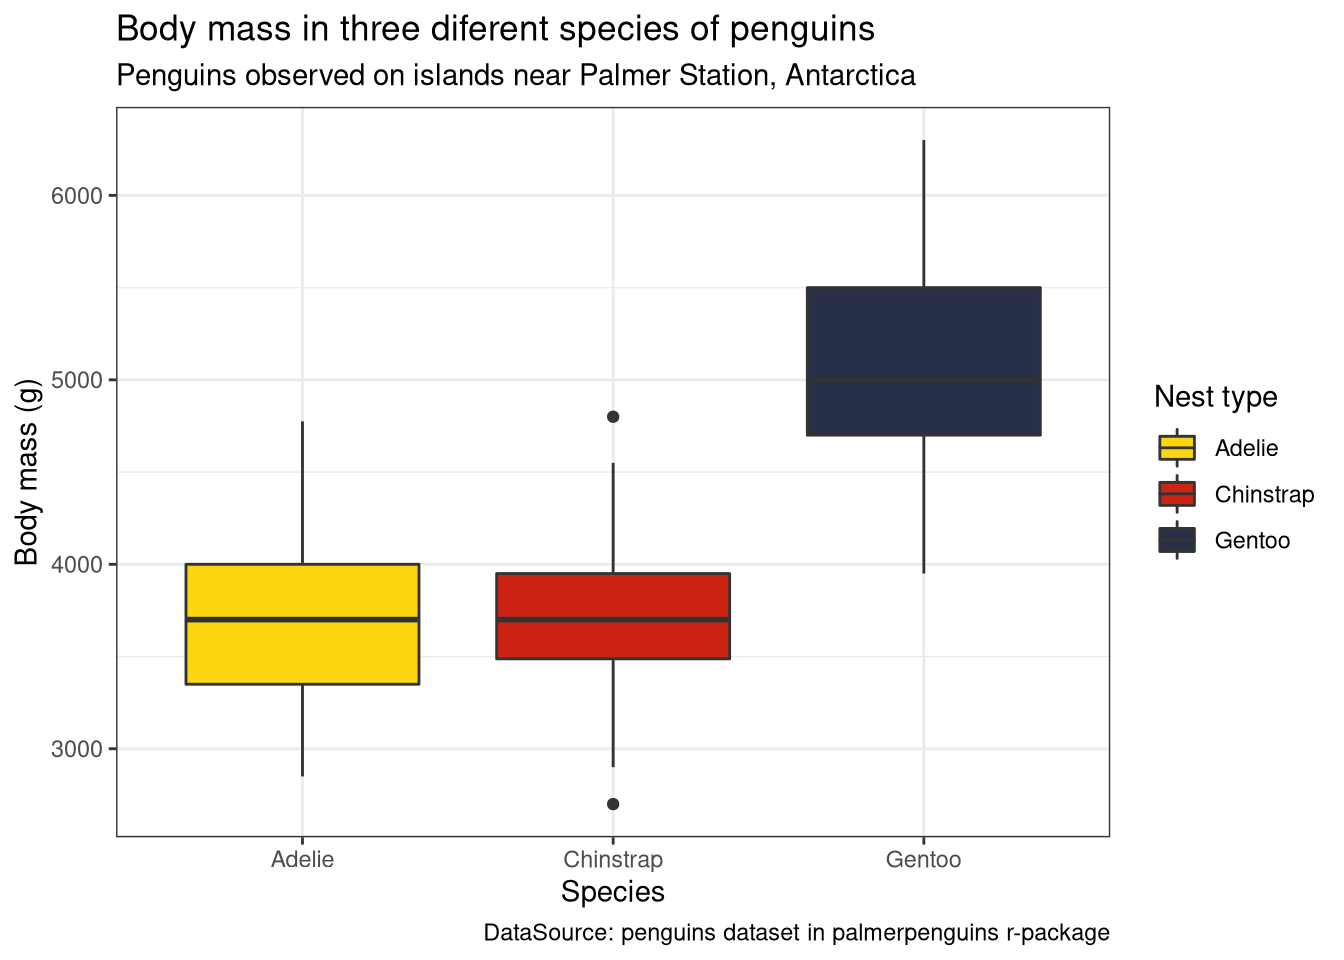 Body mass in three diferent species of penguins
Penguins observed on islands near Palmer Station, Antarctica
6000
5000
4000
3000
Body mass (g)
Adelie
Chinstrap
Gentoo
Species
Nest type
Adelie
Chinstrap
Gentoo
DataSource: penguins dataset in palmerpenguins r-package